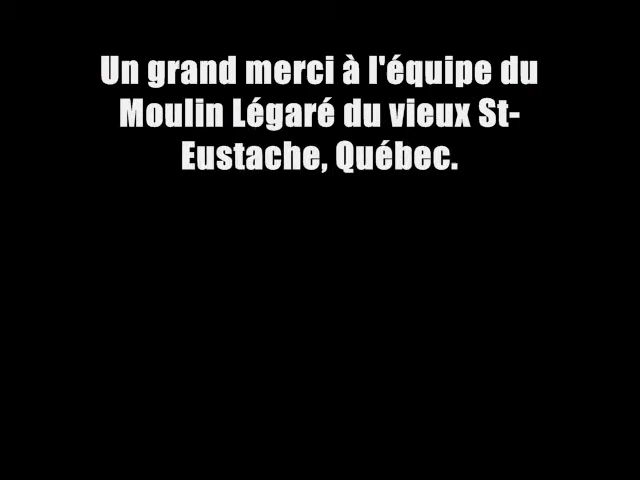 Un grand merci à l'équipe du
Moulin Légaré du vieux St-
Eustache, Québec.